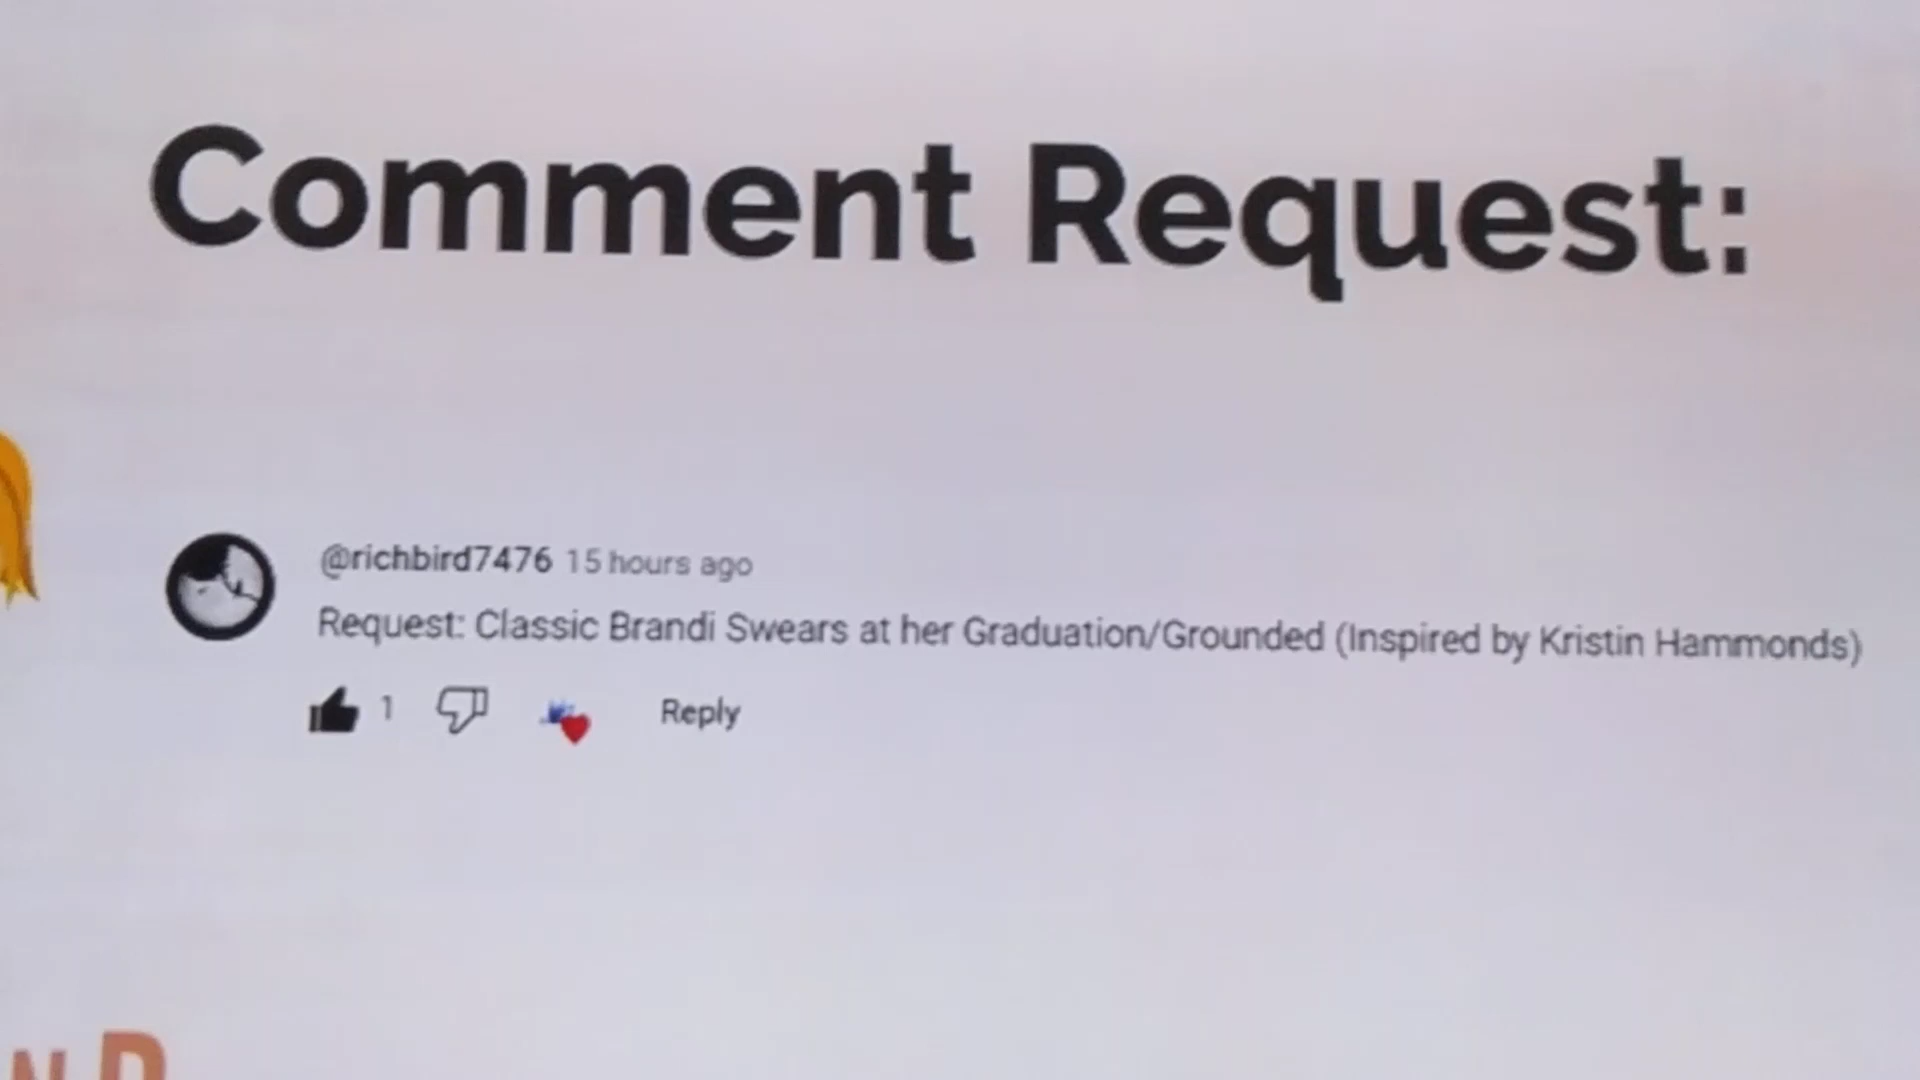 Comment Request:
@richbird7476 15 hours ago
Request: Classic Brandi Swears at her Graduation/Grounded (Inspired by Kristin Hammonds)
1
Reply
ND